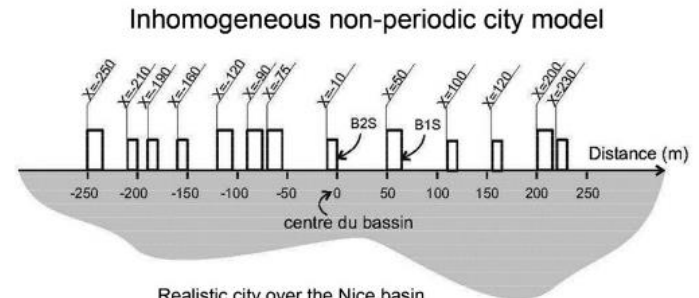 Inhomogeneous non-periodic city model
X=-250 X=-210 X=-190 X=-160 X=-120 X=-90 X=-75 X=-10 X=50 X=100 X=120 X=200 X=230
B2S B1S
Distance (m)
-250 -200 -150 -100 -50 0 50 100 150 200 250
centre du bassin
Realistic city over the Nice basin